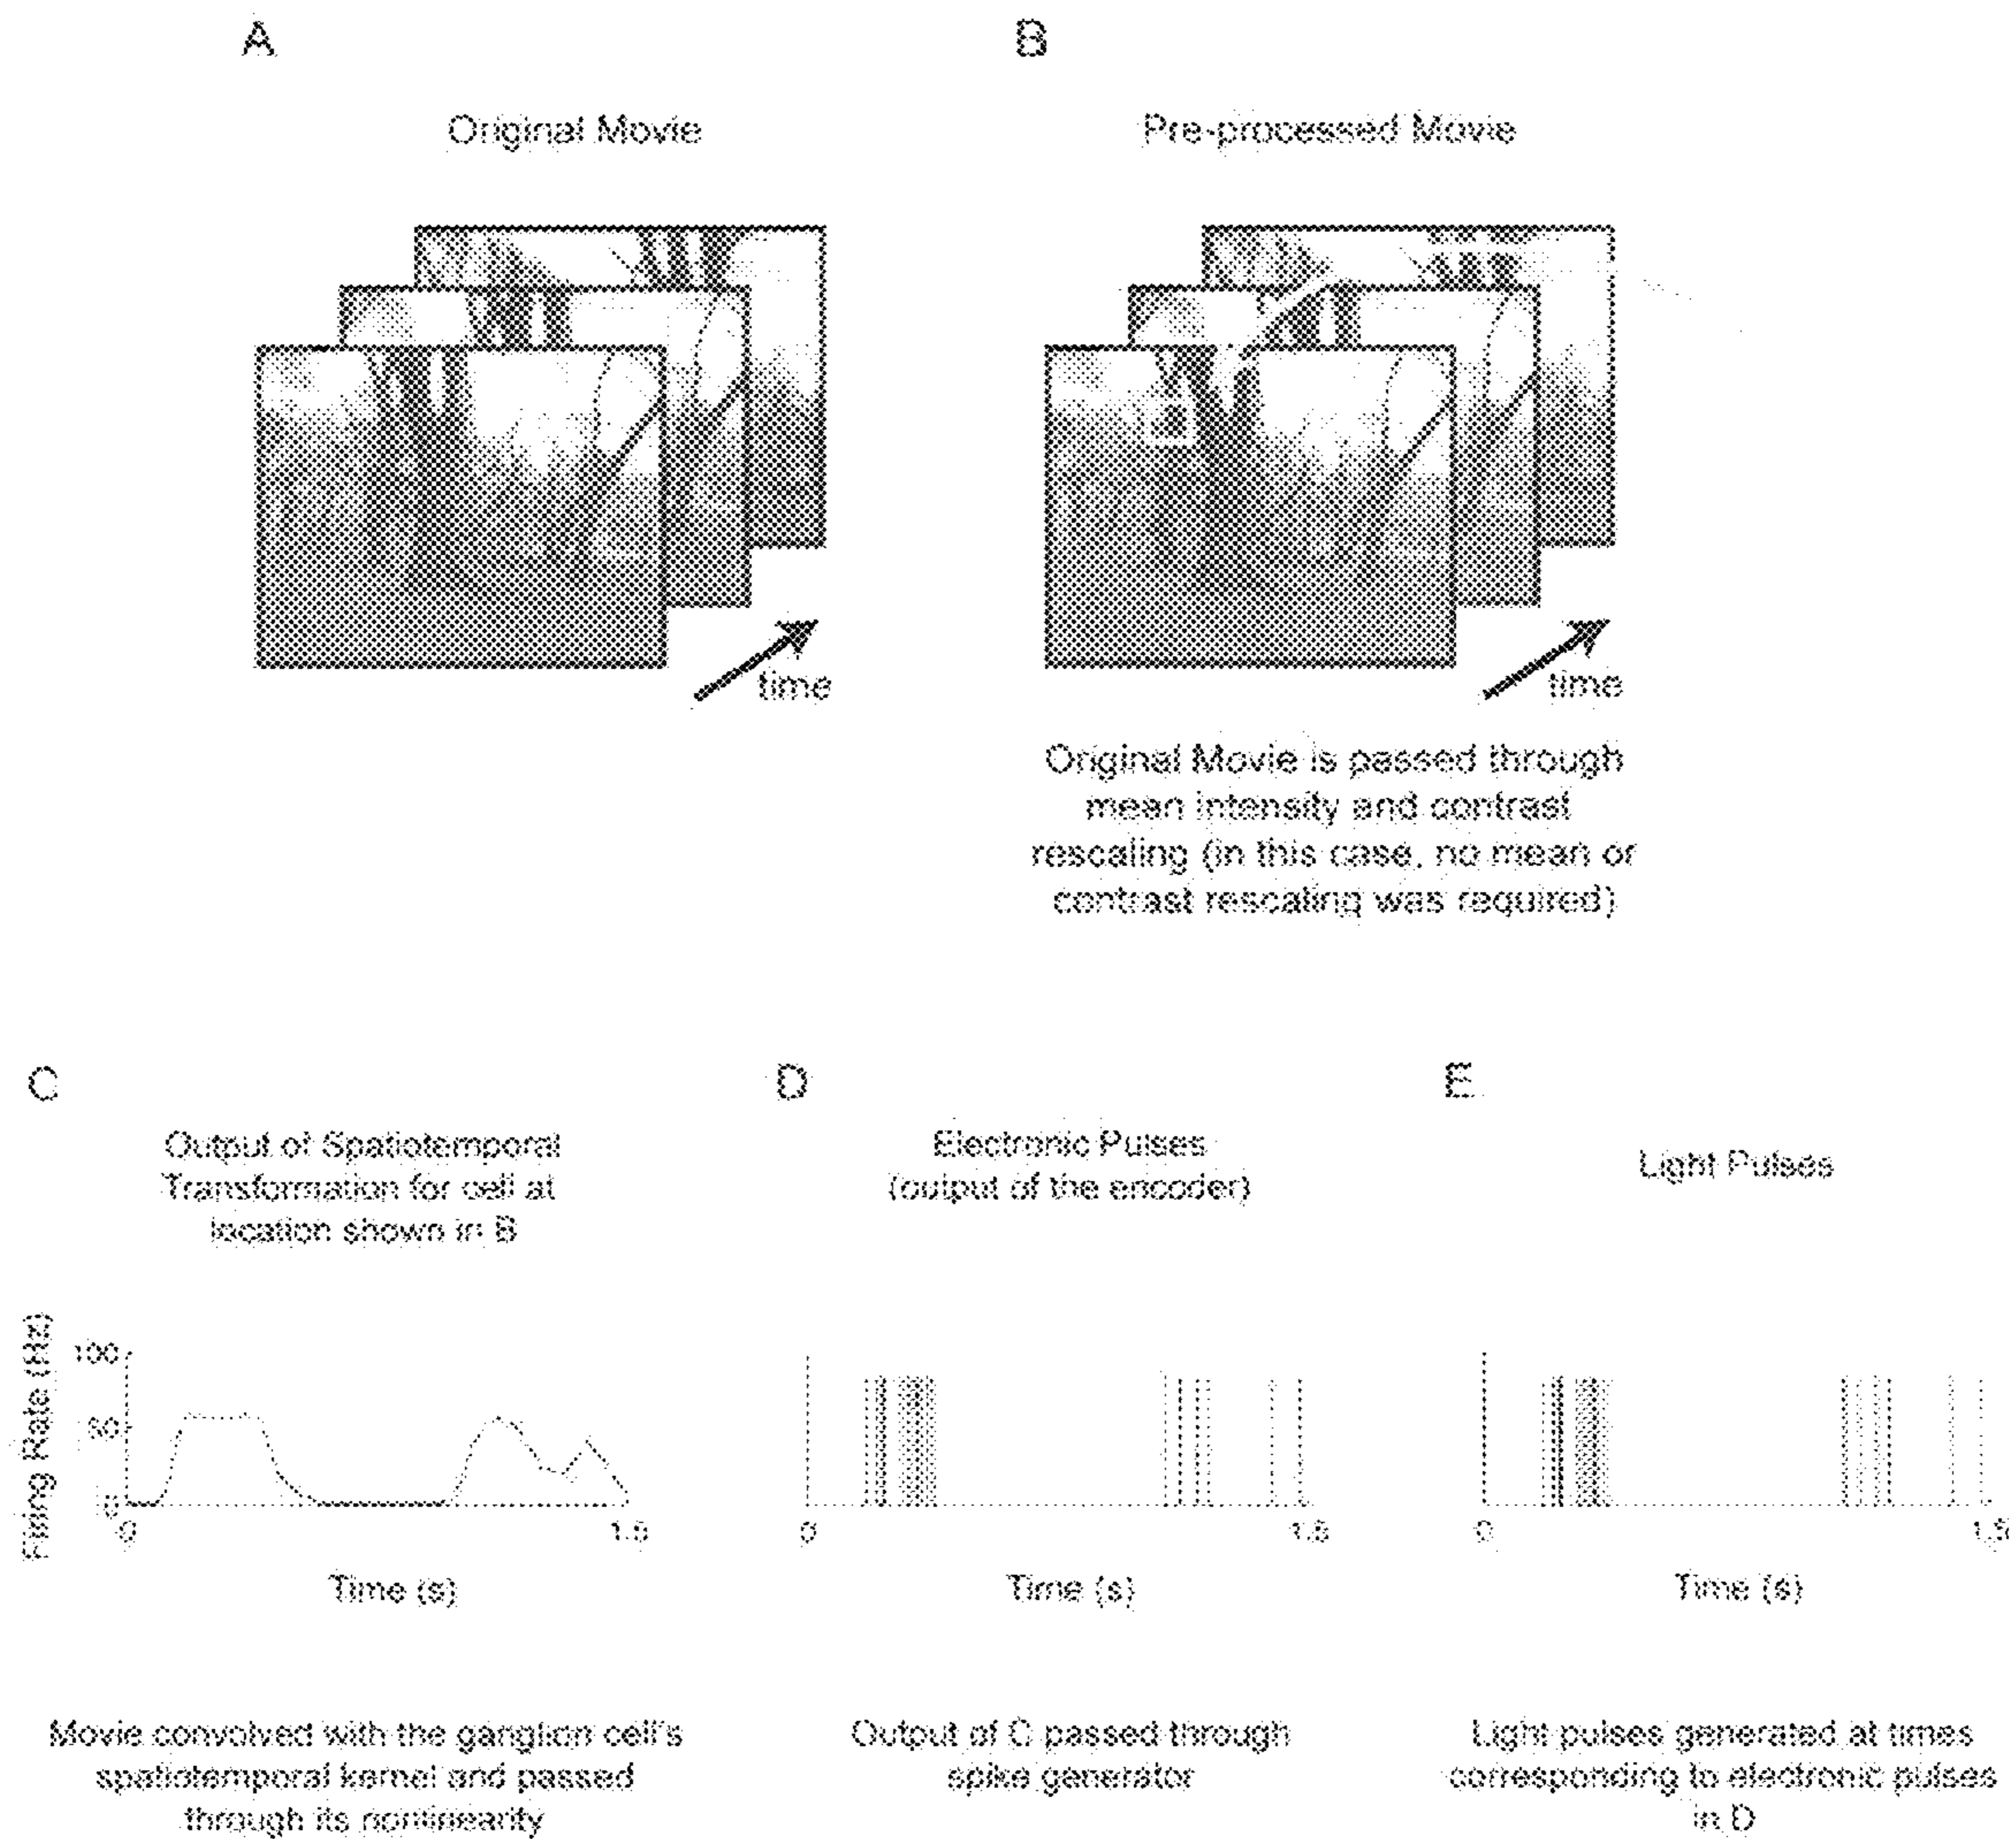 A
Original Movie
time
B
Pre-processed Movie
time
Original Movie is passed through
mean intensity and contrast
rescaling (in this case, no mean or
contrast rescaling was required)
C
Output of Spatiotemporal
Transformation for cell at
location shown in B
Firing Rate (Hz)
100
50
0
0
1.5
Time (s)
Movie convolved with the ganglion cell's
spatiotemporal kernel and passed
through its nonlinearity
D
Electronic Pulses
(output of the encoder)
0
1.5
Time (s)
Output of C passed through
spike generator
E
Light Pulses
0
1.5
Time (s)
Light pulses generated at times
corresponding to electronic pulses
in D